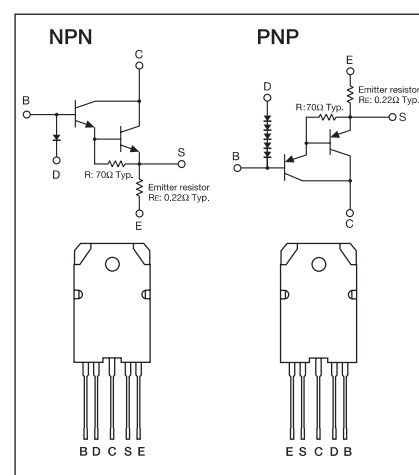 NPN
C
B
D
R: 70Ω Typ.
S
Emitter resistor
RE: 0.22Ω Typ.
E
B D C S E
PNP
E
Emitter resistor
RE: 0.22Ω Typ.
D
R:70Ω Typ.
S
B
C
E S C D B